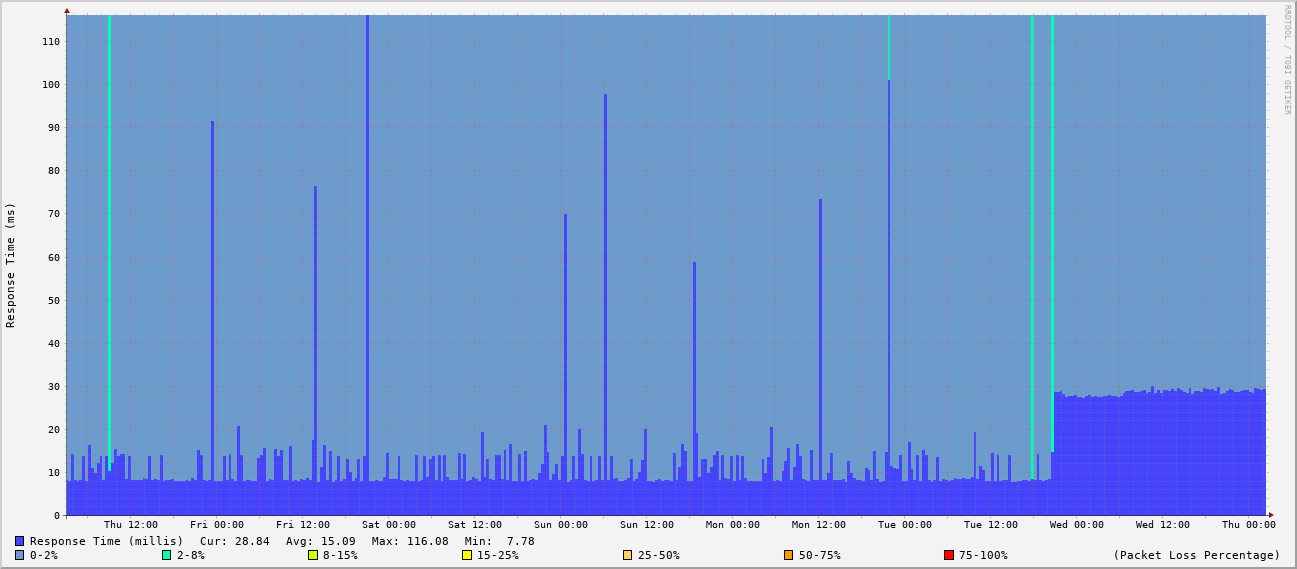 RRDTOOL / TOBI OETIKER
Response Time (ms)
110
100
90
80
70
60
50
40
30
20
10
0
Thu 12:00 Fri 00:00 Fri 12:00 Sat 00:00 Sat 12:00 Sun 00:00 Sun 12:00 Mon 00:00 Mon 12:00 Tue 00:00 Tue 12:00 Wed 00:00 Wed 12:00 Thu 00:00
Response Time (millis) Cur: 28.84 Avg: 15.09 Max: 116.08 Min: 7.78
0-2% 2-8% 8-15% 15-25% 25-50% 50-75% 75-100% (Packet Loss Percentage)